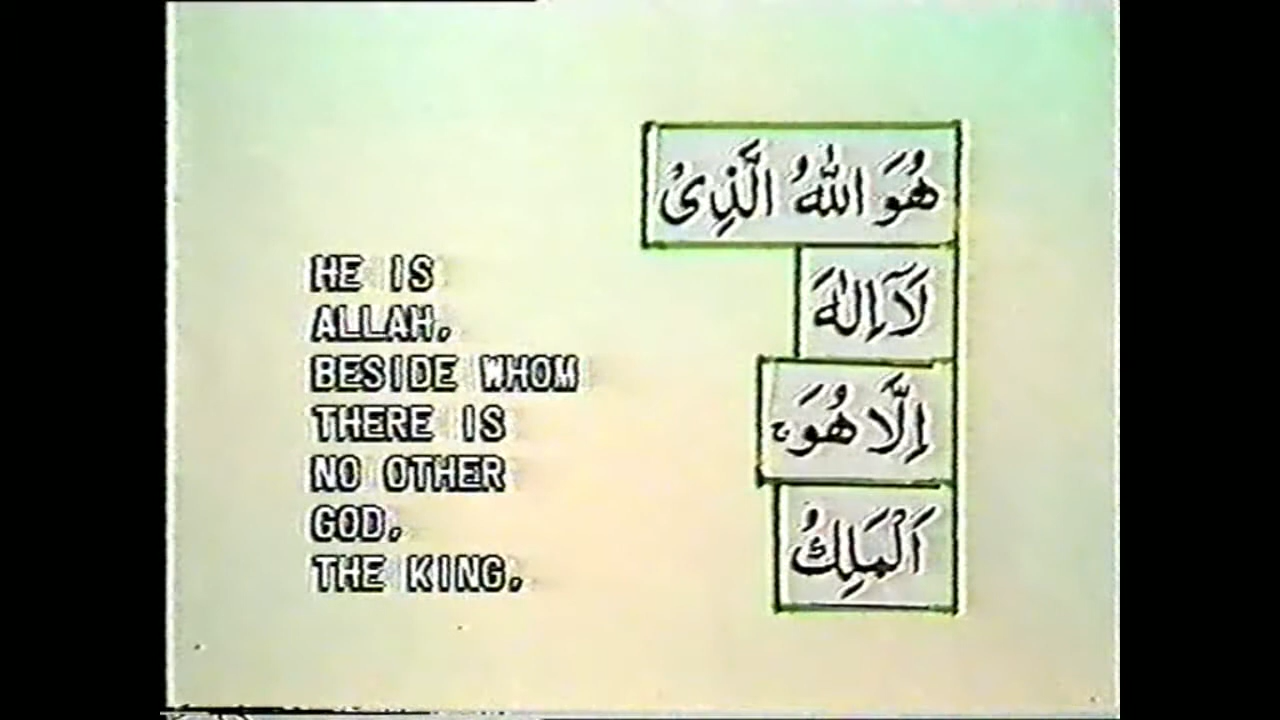 هُوَ اللّٰهُ الَّذِىْ
لَآ اِلٰهَ
اِلَّا هُوَ ۚ
اَلْمَلِكُ
HE IS
ALLAH,
BESIDE WHOM
THERE IS
NO OTHER
GOD,
THE KING,